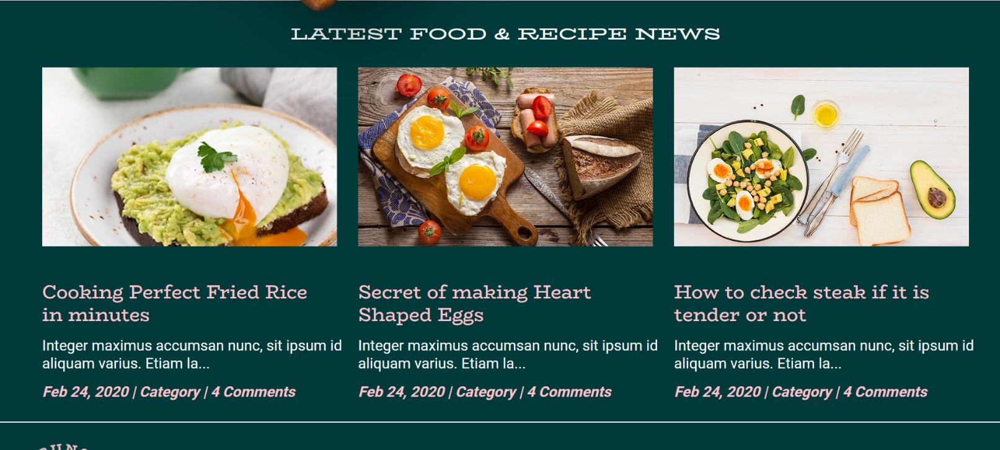 LATEST FOOD & RECIPE NEWS
Cooking Perfect Fried Rice
in minutes
Integer maximus accumsan nunc, sit ipsum id
aliquam varius. Etiam la...
Feb 24, 2020 | Category | 4 Comments
Secret of making Heart
Shaped Eggs
Integer maximus accumsan nunc, sit ipsum id
aliquam varius. Etiam la...
Feb 24, 2020 | Category | 4 Comments
How to check steak if it is
tender or not
Integer maximus accumsan nunc, sit ipsum id
aliquam varius. Etiam la...
Feb 24, 2020 | Category | 4 Comments